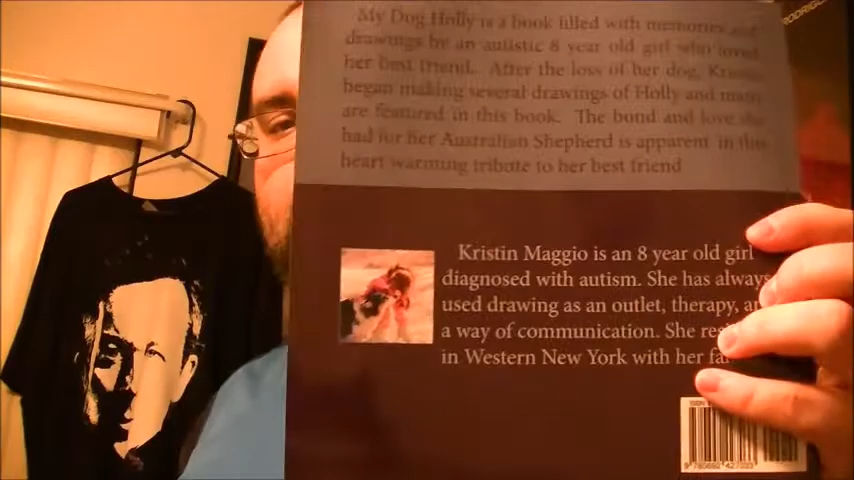 RODRIGU
My Dog Holly is a book filled with memories and
drawings by an autistic 8 year old girl who loved
her best friend. After the loss of her dog, Kristin
began making several drawings of Holly and many
are featured in this book. The bond and love she
had for her Australian Shepherd is apparent in this
heart warming tribute to her best friend
Kristin Maggio is an 8 year old girl
diagnosed with autism. She has always
used drawing as an outlet, therapy, an
a way of communication. She res
in Western New York with her fa
ISBN
9 780692 427033